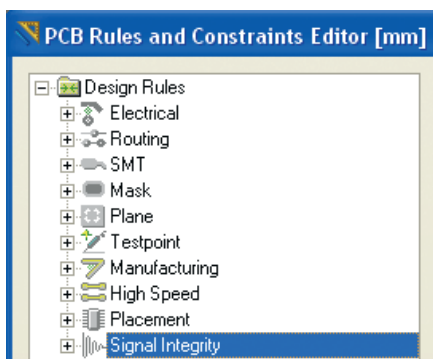 PCB Rules and Constraints Editor [mm]
Design Rules
Electrical
Routing
SMT
Mask
Plane
Testpoint
Manufacturing
High Speed
Placement
Signal Integrity